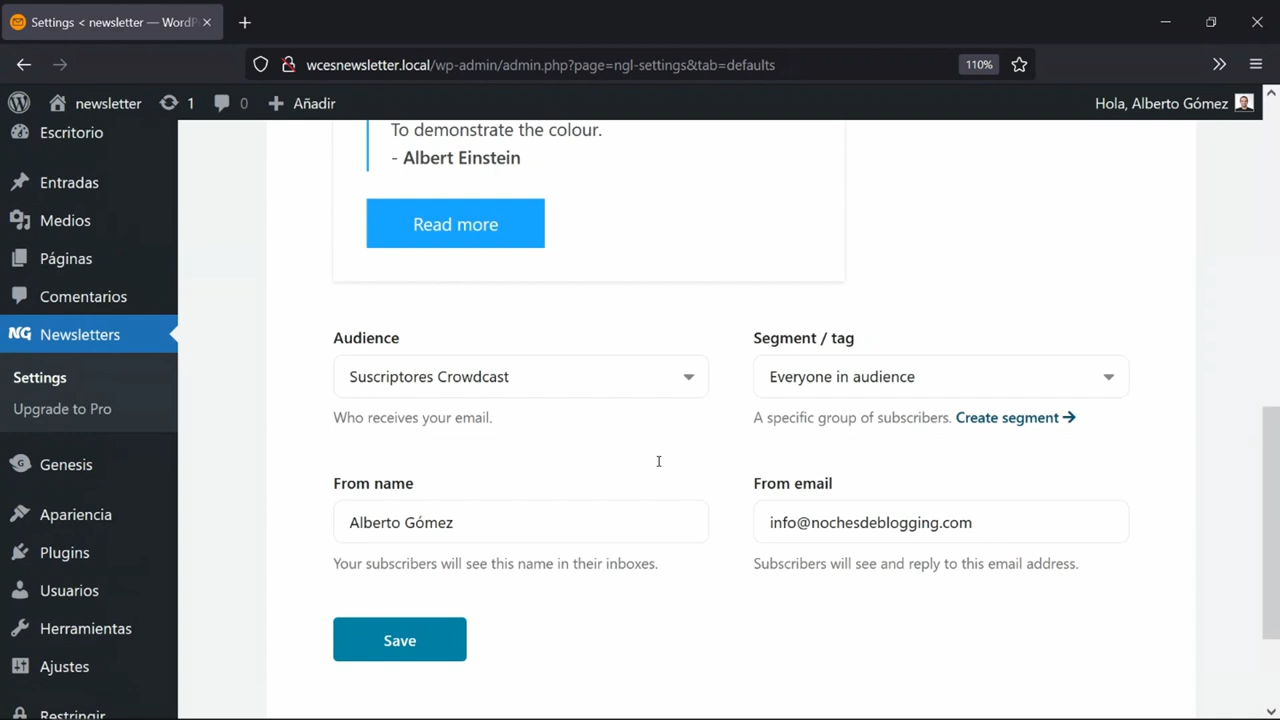 Settings < newsletter — WordP
wcesnewsletter.local/wp-admin/admin.php?page=ngl-settings&tab=defaults
110%
newsletter
1
0
Añadir
Hola, Alberto Gómez
Escritorio
Entradas
Medios
Páginas
Comentarios
NG Newsletters
Settings
Upgrade to Pro
Genesis
Apariencia
Plugins
Usuarios
Herramientas
Ajustes
Restringir
To demonstrate the colour.
- Albert Einstein
Read more
Audience
Segment / tag
Suscriptores Crowdcast
Everyone in audience
Who receives your email.
A specific group of subscribers. Create segment →
From name
From email
Alberto Gómez
info@nochesdeblogging.com
Your subscribers will see this name in their inboxes.
Subscribers will see and reply to this email address.
Save